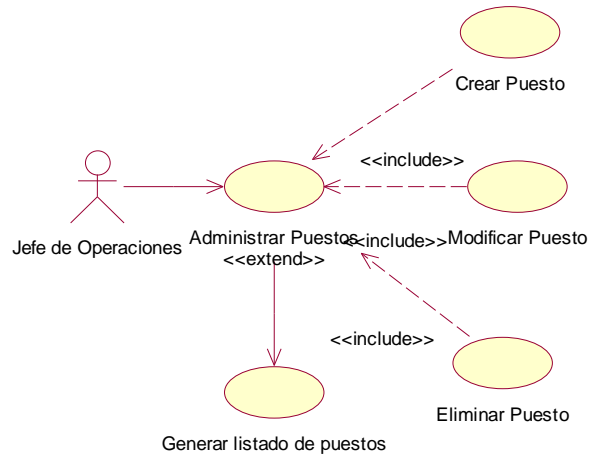 Crear Puesto
<<include>>
Jefe de Operaciones
Administrar Puestos
<<include>>
Modificar Puesto
<<extend>>
<<include>>
Eliminar Puesto
Generar listado de puestos